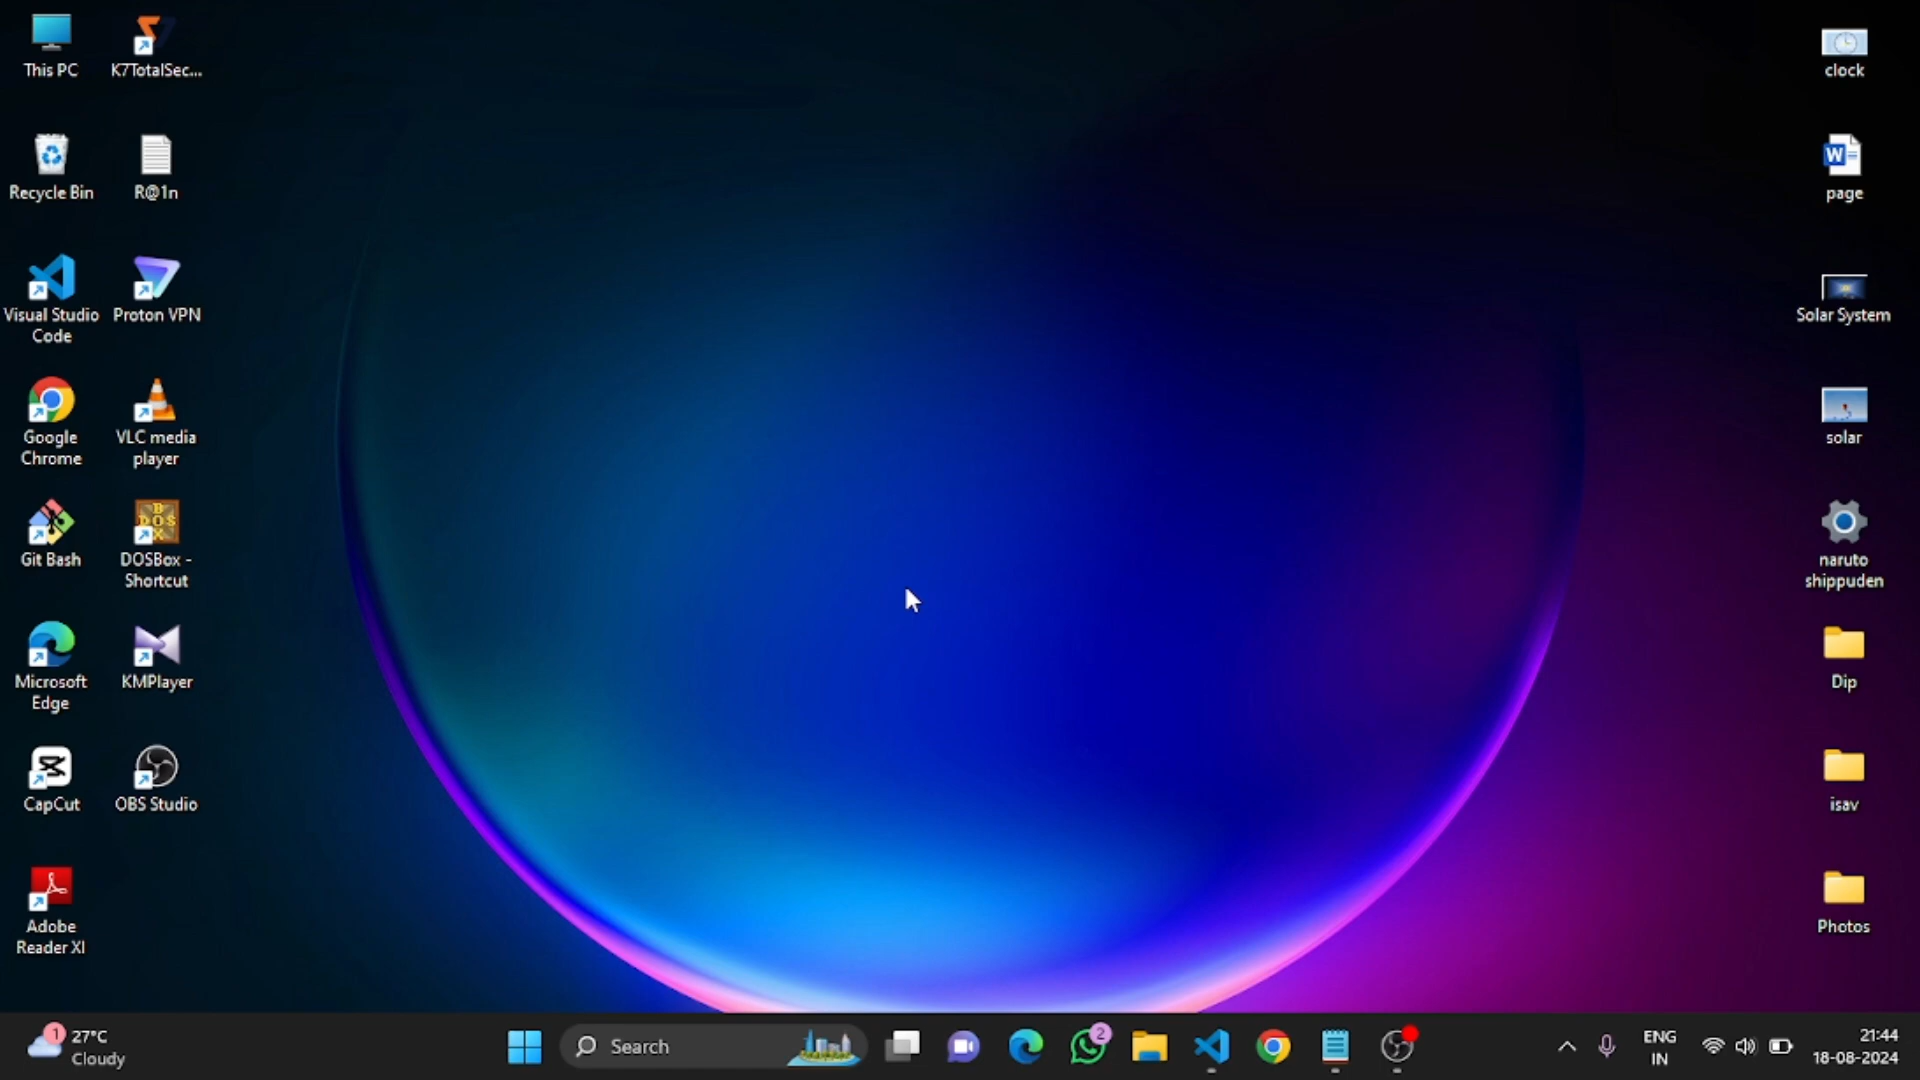 This PC
K7TotalSec...
Recycle Bin
R@1n
Visual Studio
Code
Proton VPN
Google
Chrome
VLC media
player
Git Bash
DOSBox -
Shortcut
Microsoft
Edge
KMPlayer
CapCut
OBS Studio
Adobe
Reader XI
clock
page
Solar System
solar
naruto
shippuden
Dip
isav
Photos
1
27°C
Cloudy
Search
2
ENG
IN
21:44
18-08-2024